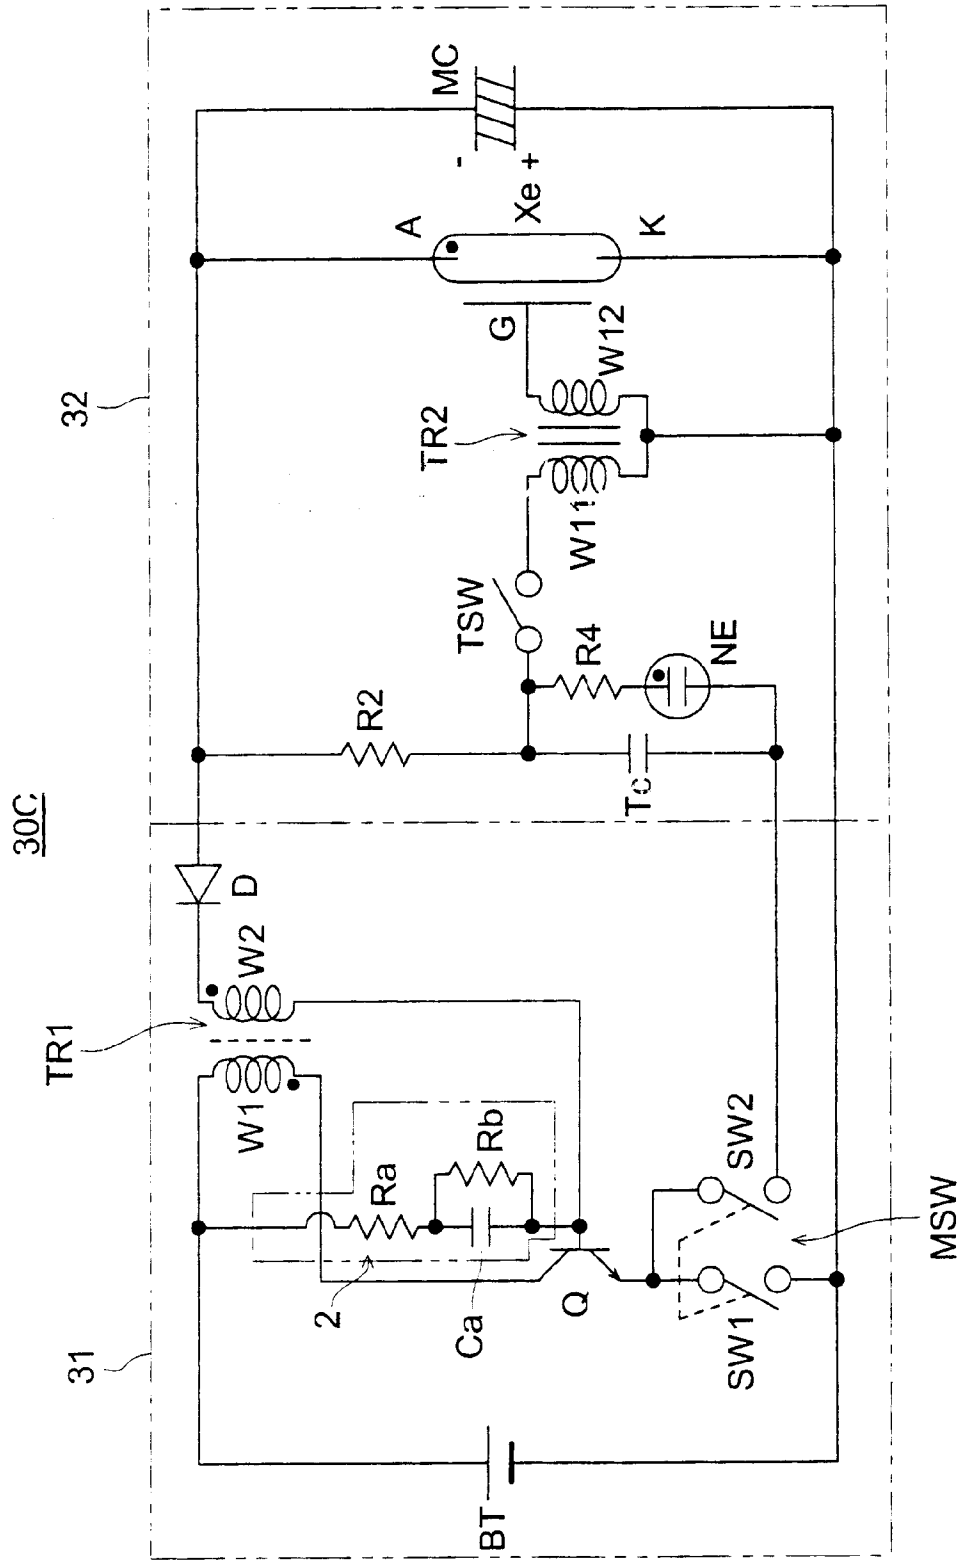 30C
31
32
BT
TR1
W1
W2
D
2
Ra
Rb
Ca
Q
SW1
SW2
MSW
R2
Tc
R4
NE
TSW
TR2
W11
W12
G
A
K
Xe
-
+
MC